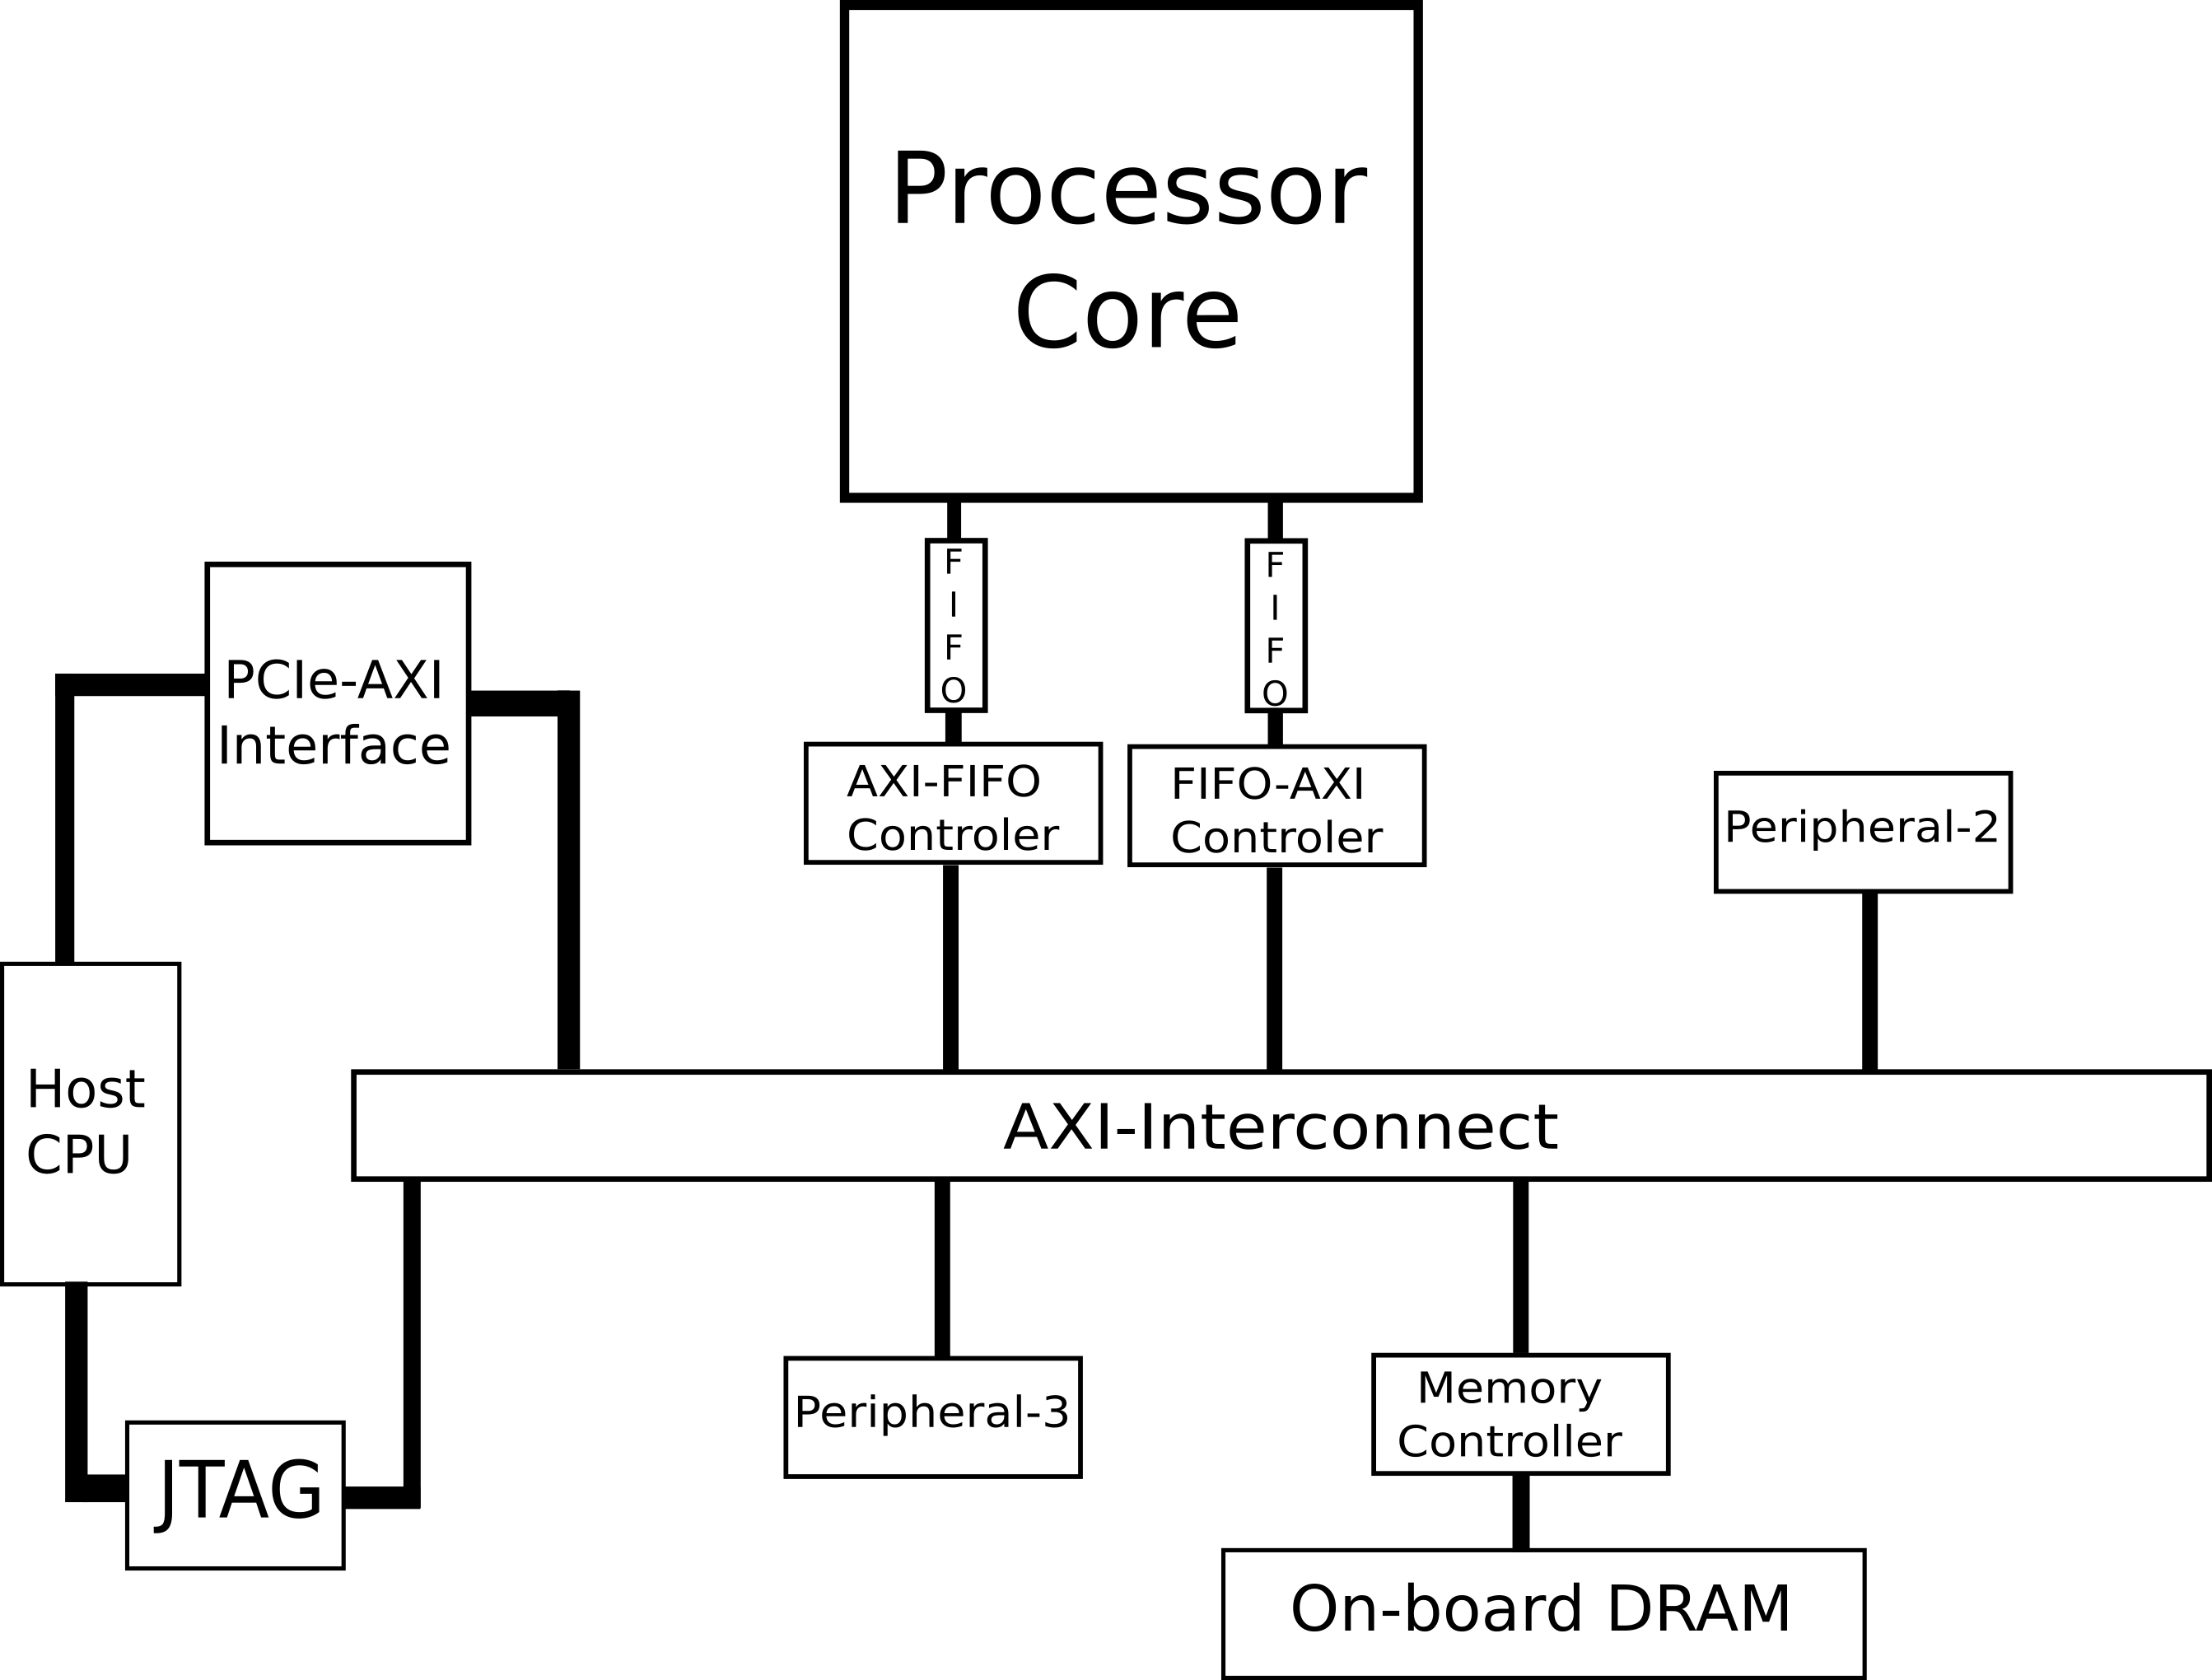 Processor
Core
F
I
F
O
F
I
F
O
PCIe-AXI
Interface
AXI-FIFO
Controler
FIFO-AXI
Controler
Peripheral-2
Host
CPU
AXI-Interconnect
Peripheral-3
Memory
Controller
JTAG
On-board DRAM